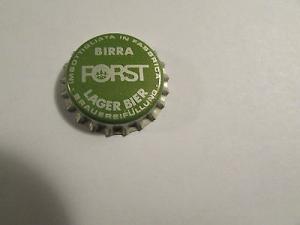 IMBOTTIGLIATA IN FABBRICA
BIRRA
FORST
LAGER BIER
BRAUEREIFÜLLUNG